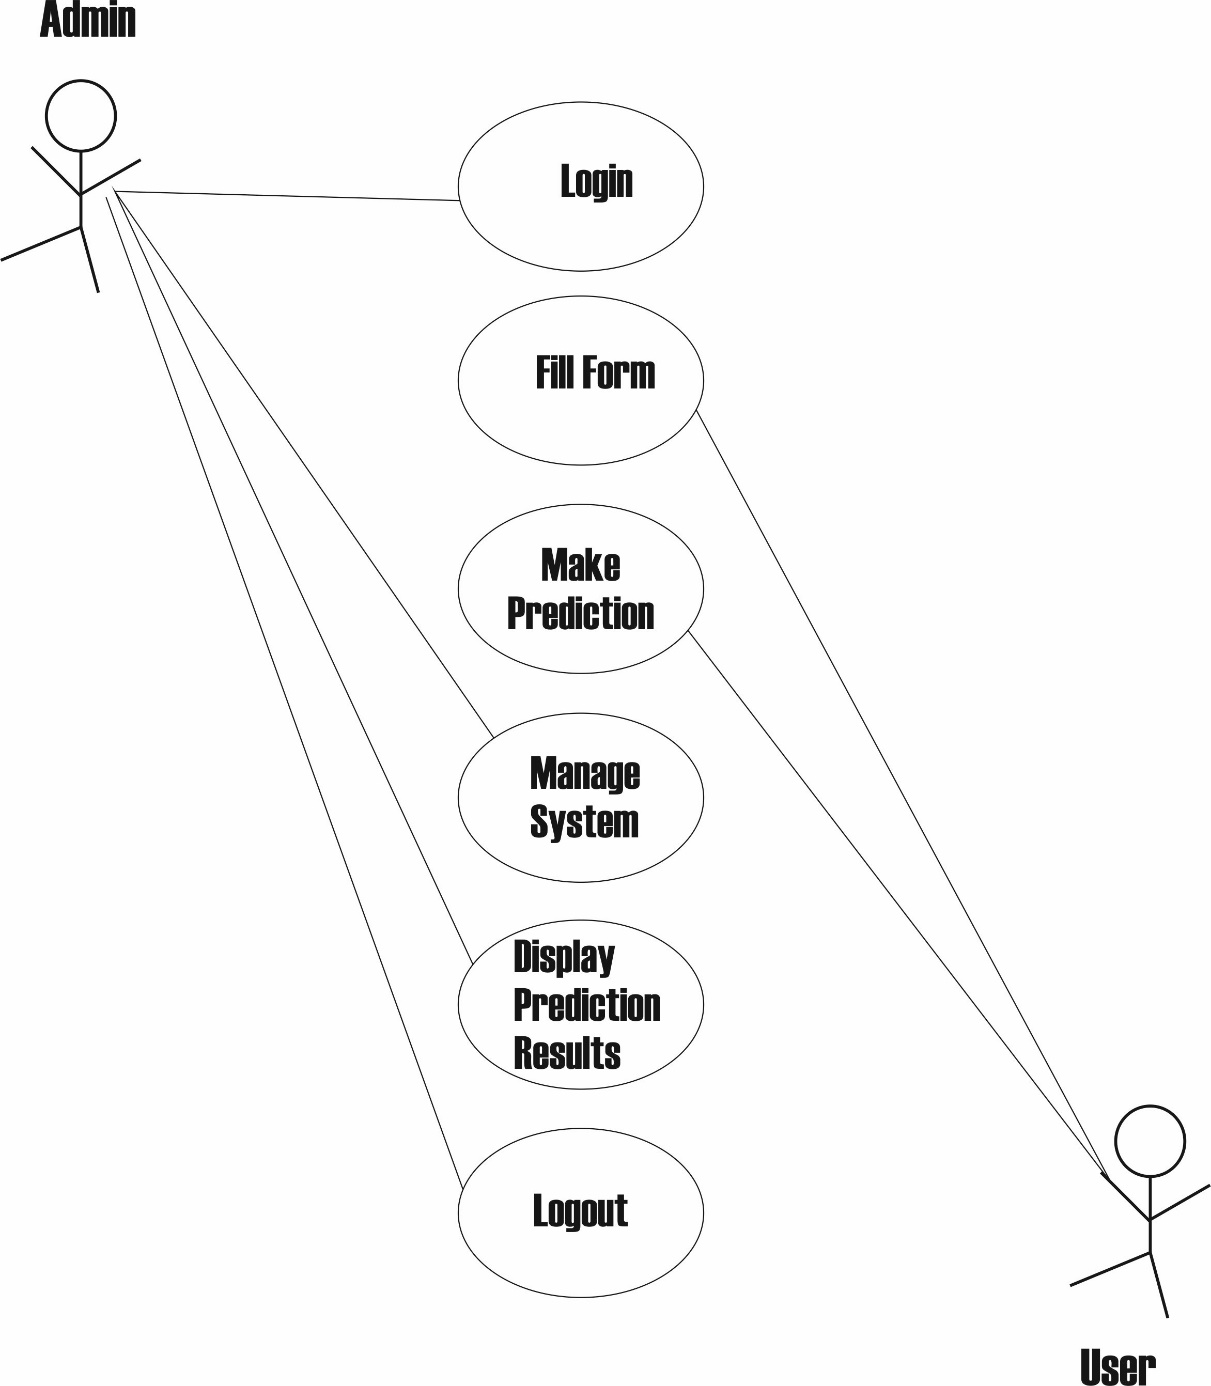 Admin
Login
Fill Form
Make
Prediction
Manage
System
Display
Prediction
Results
Logout
User